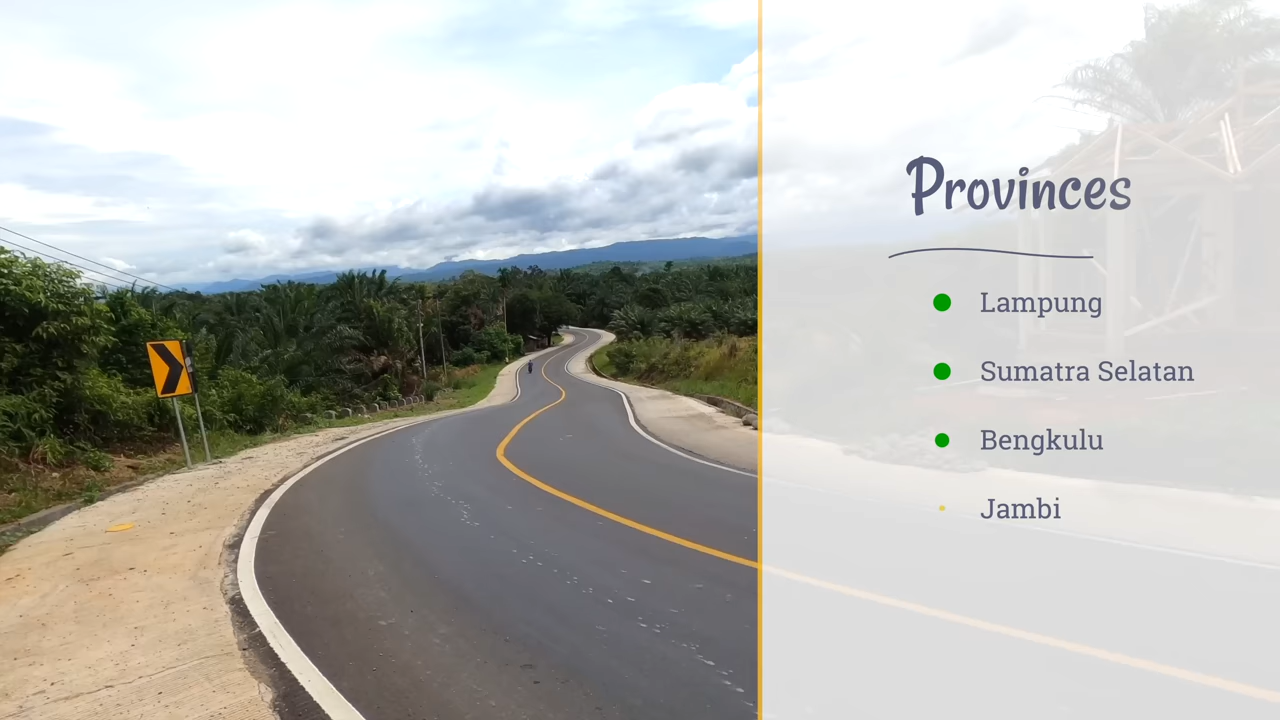 Provinces
Lampung
Sumatra Selatan
Bengkulu
Jambi